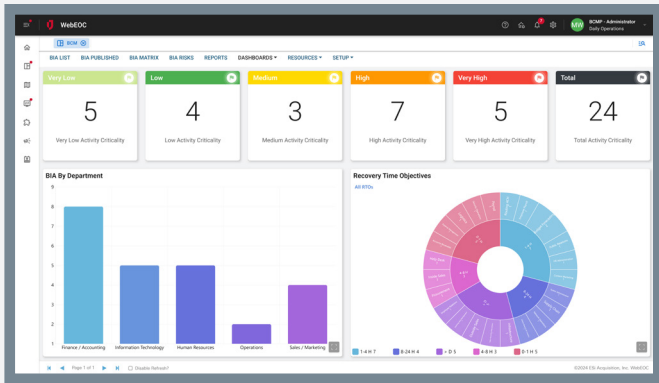 WebEOC
MW
BCMP - Administrator
Daily Operations
BCM
BIA LIST BIA PUBLISHED BIA MATRIX BIA RISKS REPORTS DASHBOARDS RESOURCES SETUP
Very Low Low Medium High Very High Total
5 4 3 7 5 24
Very Low Activity Criticality Low Activity Criticality Medium Activity Criticality High Activity Criticality Very High Activity Criticality Total Activity Criticality
BIA By Department
9
8
7
6
5
4
3
2
1
Finance / Accounting Information Technology Human Resources Operations Sales / Marketing
Recovery Time Objectives
All RTOs
1-4 H 7 8-24 H 4 > D 5 4-8 H 3 0-1 H 5
Page 1 of 1 Disable Refresh?
©2024 ESi Acquisition, Inc. WebEOC